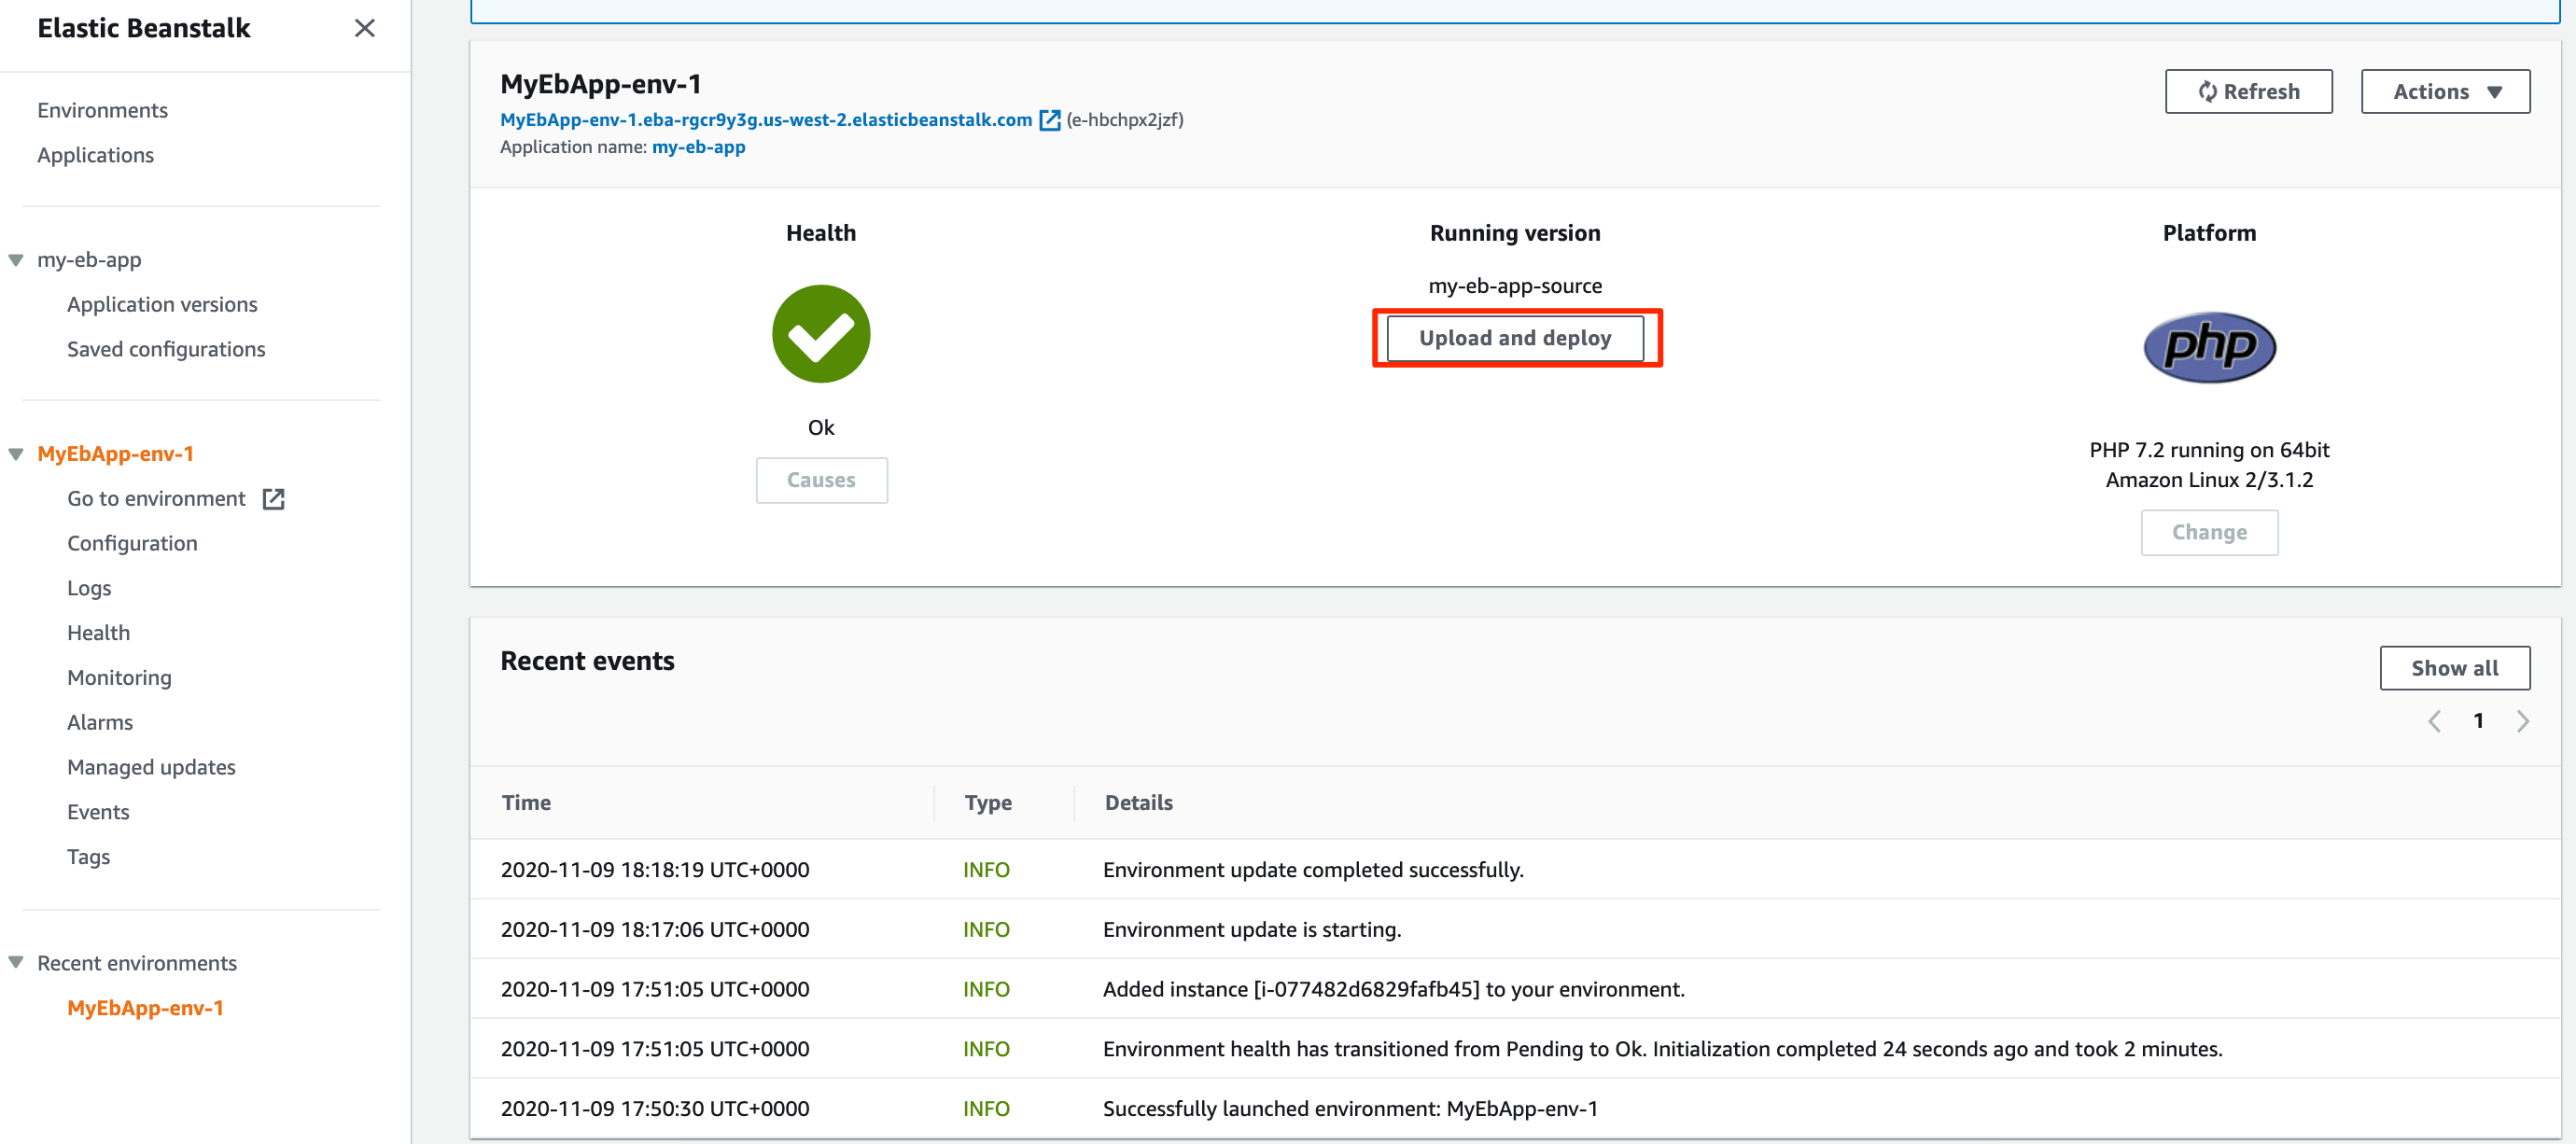 Elastic Beanstalk
Environments
Applications
my-eb-app
Application versions
Saved configurations
MyEbApp-env-1
Go to environment
Configuration
Logs
Health
Monitoring
Alarms
Managed updates
Events
Tags
Recent environments
MyEbApp-env-1
MyEbApp-env-1
MyEbApp-env-1.eba-rgcr9y3g.us-west-2.elasticbeanstalk.com (e-hbchpx2jzf)
Application name: my-eb-app
Refresh
Actions
Health
Ok
Causes
Running version
my-eb-app-source
Upload and deploy
Platform
php
PHP 7.2 running on 64bit
Amazon Linux 2/3.1.2
Change
Recent events
Show all
1
Time Type Details
2020-11-09 18:18:19 UTC+0000 INFO Environment update completed successfully.
2020-11-09 18:17:06 UTC+0000 INFO Environment update is starting.
2020-11-09 17:51:05 UTC+0000 INFO Added instance [i-077482d6829fafb45] to your environment.
2020-11-09 17:51:05 UTC+0000 INFO Environment health has transitioned from Pending to Ok. Initialization completed 24 seconds ago and took 2 minutes.
2020-11-09 17:50:30 UTC+0000 INFO Successfully launched environment: MyEbApp-env-1